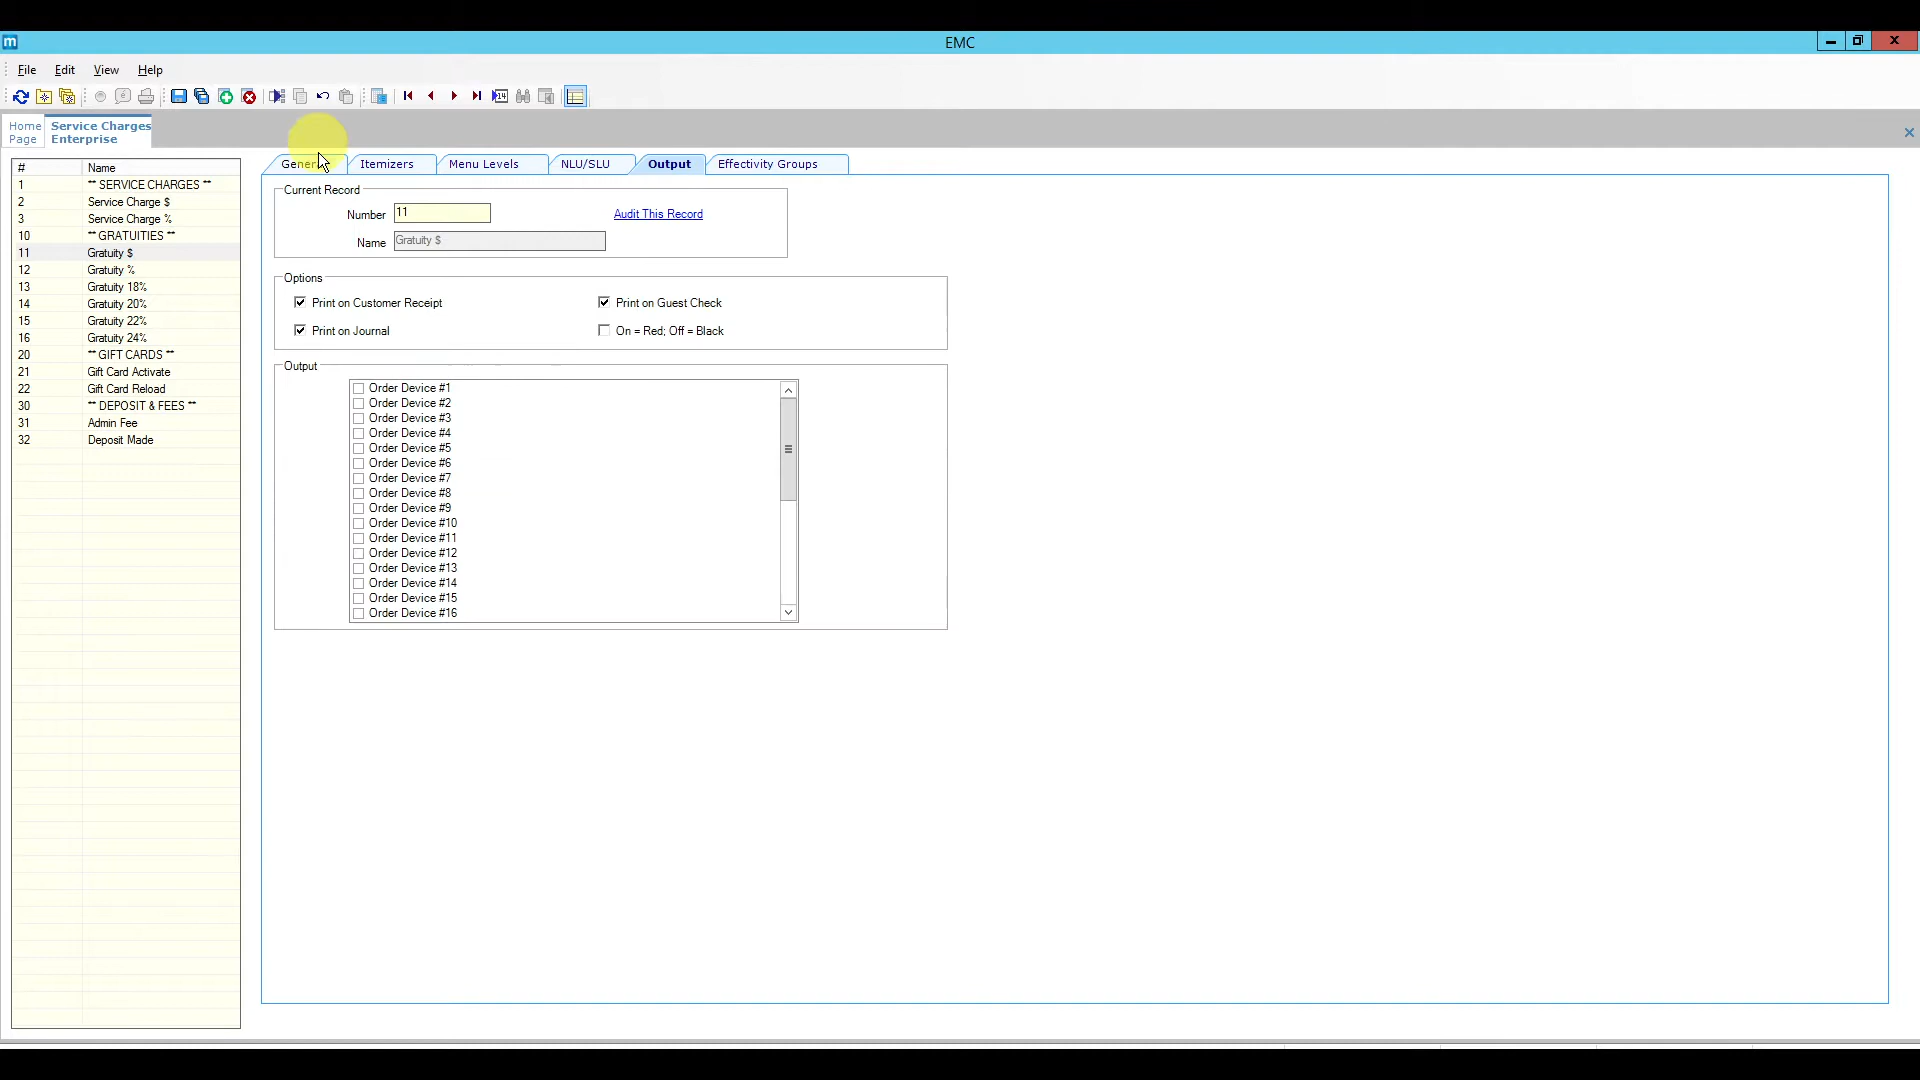 EMC
File Edit View Help
Home Page
Service Charges Enterprise
# Name
1 ** SERVICE CHARGES **
2 Service Charge $
3 Service Charge %
10 ** GRATUITIES **
11 Gratuity $
12 Gratuity %
13 Gratuity 18%
14 Gratuity 20%
15 Gratuity 22%
16 Gratuity 24%
20 ** GIFT CARDS **
21 Gift Card Activate
22 Gift Card Reload
30 ** DEPOSIT & FEES **
31 Admin Fee
32 Deposit Made
Itemizers Menu Levels NLU/SLU Output Effectivity Groups
Current Record
Number 11 Audit This Record
Name Gratuity $
Options
Print on Customer Receipt Print on Guest Check
Print on Journal On = Red; Off = Black
Output
Order Device #1
Order Device #2
Order Device #3
Order Device #4
Order Device #5
Order Device #6
Order Device #7
Order Device #8
Order Device #9
Order Device #10
Order Device #11
Order Device #12
Order Device #13
Order Device #14
Order Device #15
Order Device #16